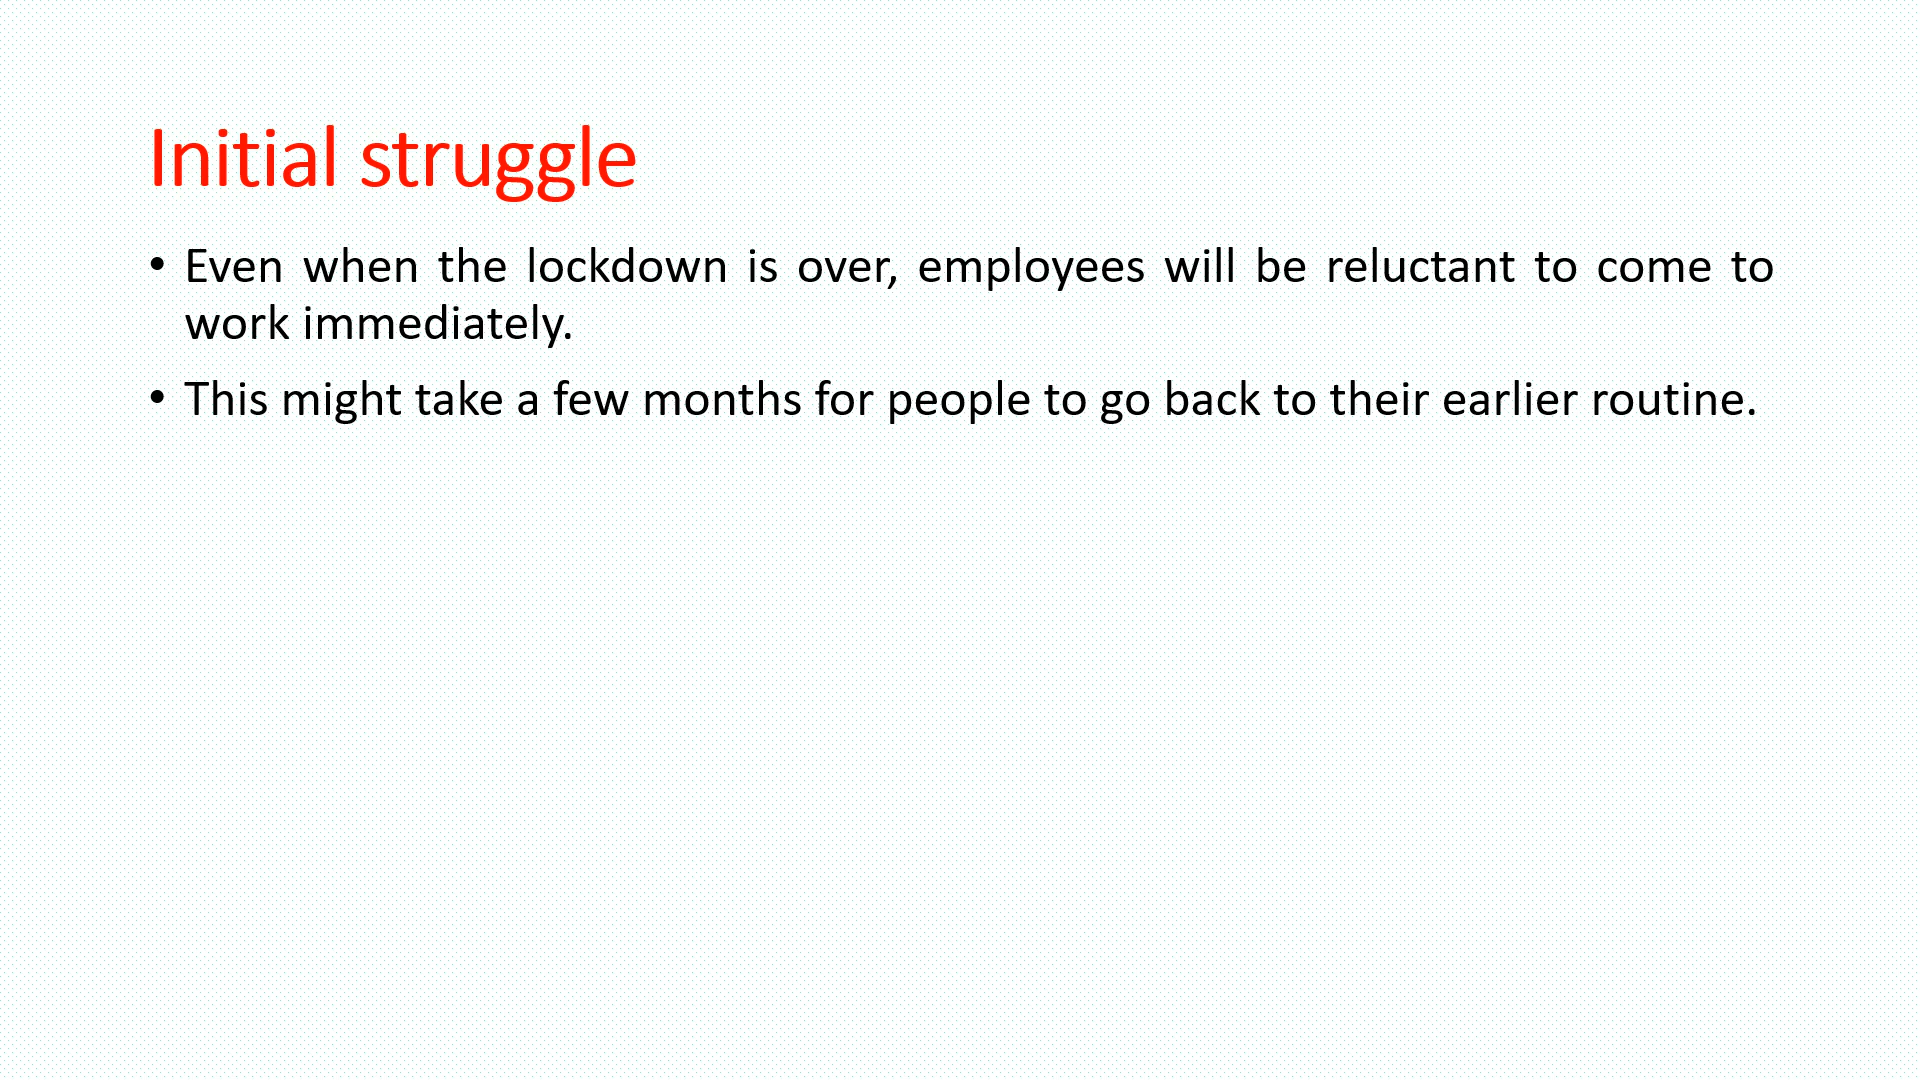 Initial struggle
• Even when the lockdown is over, employees will be reluctant to come to
work immediately.
• This might take a few months for people to go back to their earlier routine.